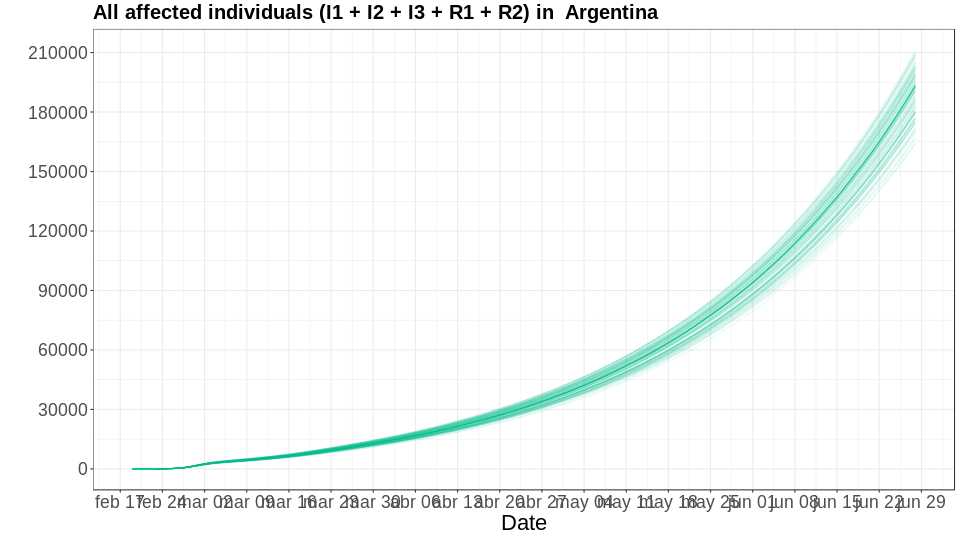 All affected individuals (I1 + I2 + I3 + R1 + R2) in  Argentina
210000
180000
150000
120000
90000
60000
30000
0
feb 17 feb 24 mar 02 mar 09 mar 16 mar 23 mar 30 abr 06 abr 13 abr 20 abr 27 may 04 may 11 may 18 may 25 jun 01 jun 08 jun 15 jun 22 jun 29
Date